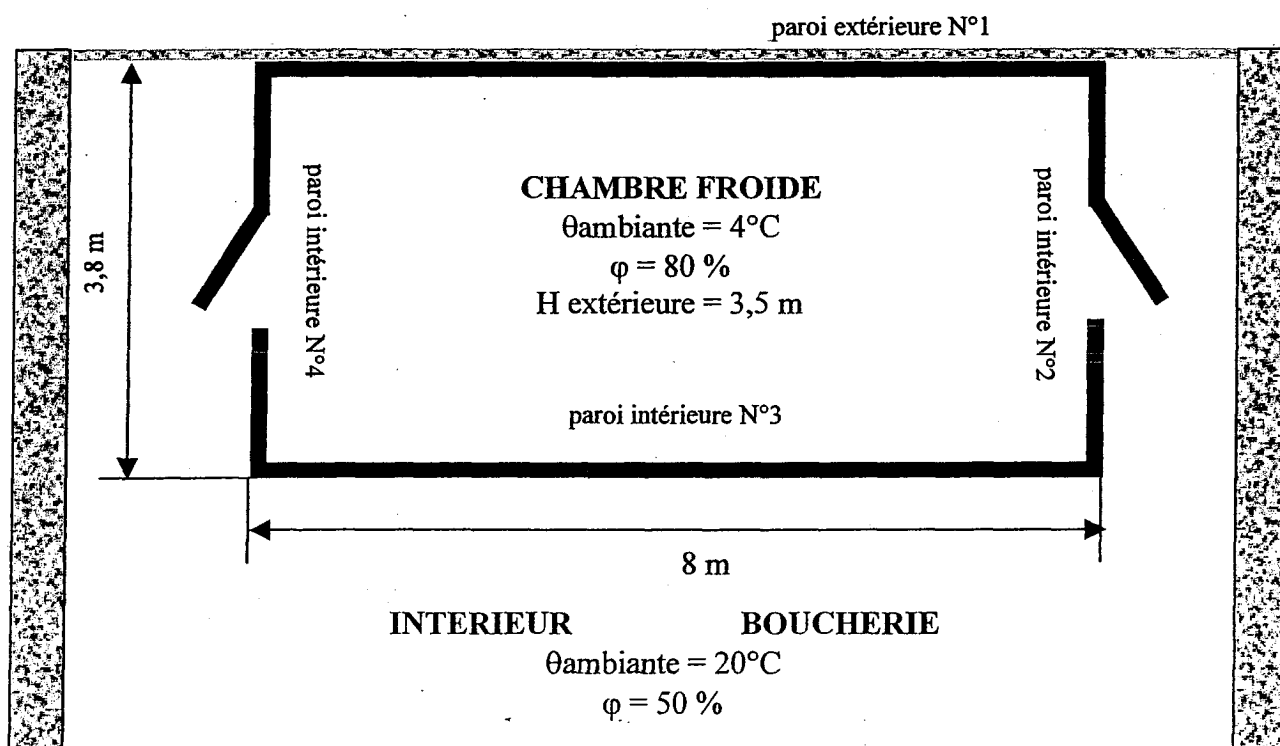 paroi extérieure N°1
3,8 m
paroi intérieure N°4
CHAMBRE FROIDE
θambiante = 4°C
φ = 80 %
H extérieure = 3,5 m
paroi intérieure N°2
paroi intérieure N°3
8 m
INTERIEUR BOUCHERIE
θambiante = 20°C
φ = 50 %